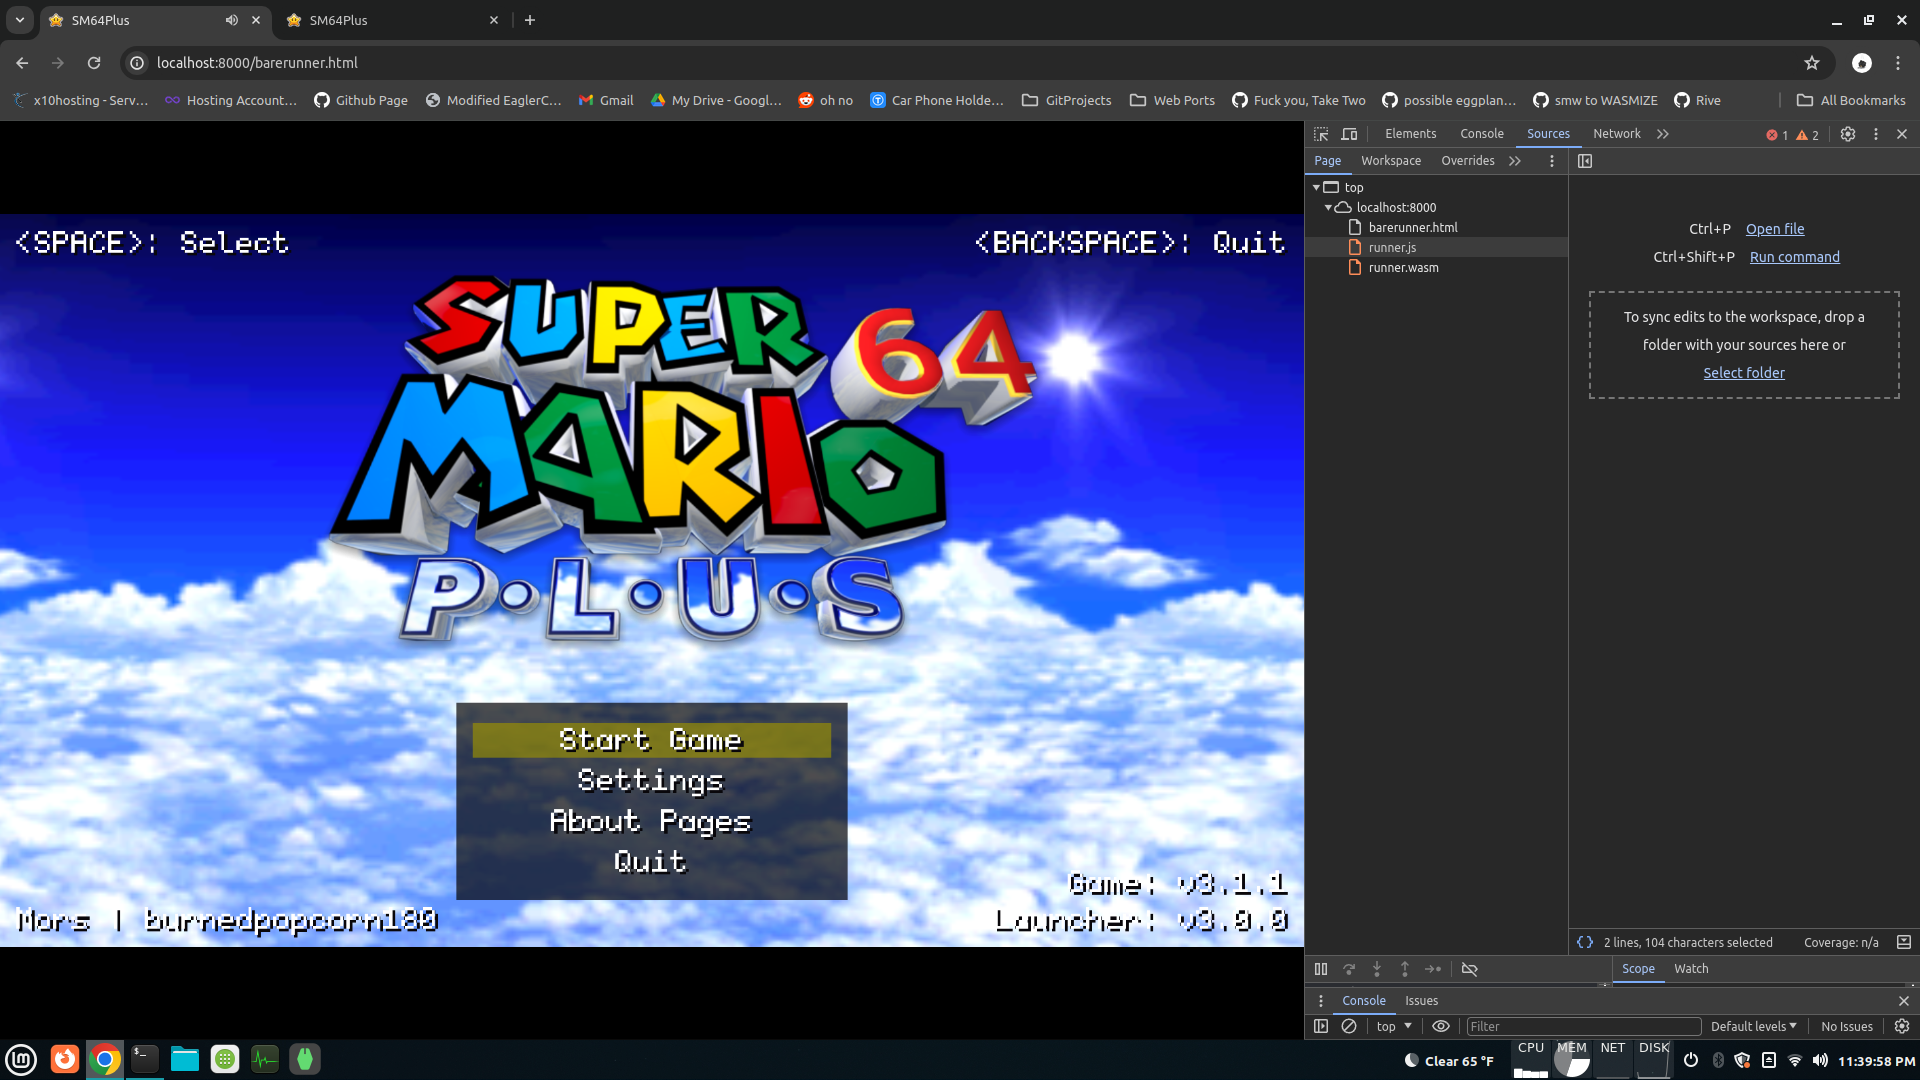 SM64Plus
SM64Plus
localhost:8000/barerunner.html
x10hosting - Serv...
Hosting Account...
Github Page
Modified EaglerC...
Gmail
My Drive - Googl...
oh no
Car Phone Holde...
GitProjects
Web Ports
Fuck you, Take Two
possible eggplan...
smw to WASMIZE
Rive
All Bookmarks
<SPACE>: Select
<BACKSPACE>: Quit
SUPER
MARIO
64
P·L·U·S
Start Game
Settings
About Pages
Quit
Game: v3.1.1
Mors | burnedpopcorn180
Launcher: v3.0.0
Elements
Console
Sources
Network
1
2
Page
Workspace
Overrides
top
localhost:8000
barerunner.html
runner.js
runner.wasm
Ctrl+P Open file
Ctrl+Shift+P Run command
To sync edits to the workspace, drop a
folder with your sources here or
Select folder
{} 2 lines, 104 characters selected
Coverage: n/a
Scope
Watch
Console
Issues
top
Filter
Default levels
No Issues
Clear 65 °F
CPU
MEM
NET
DISK
11:39:58 PM